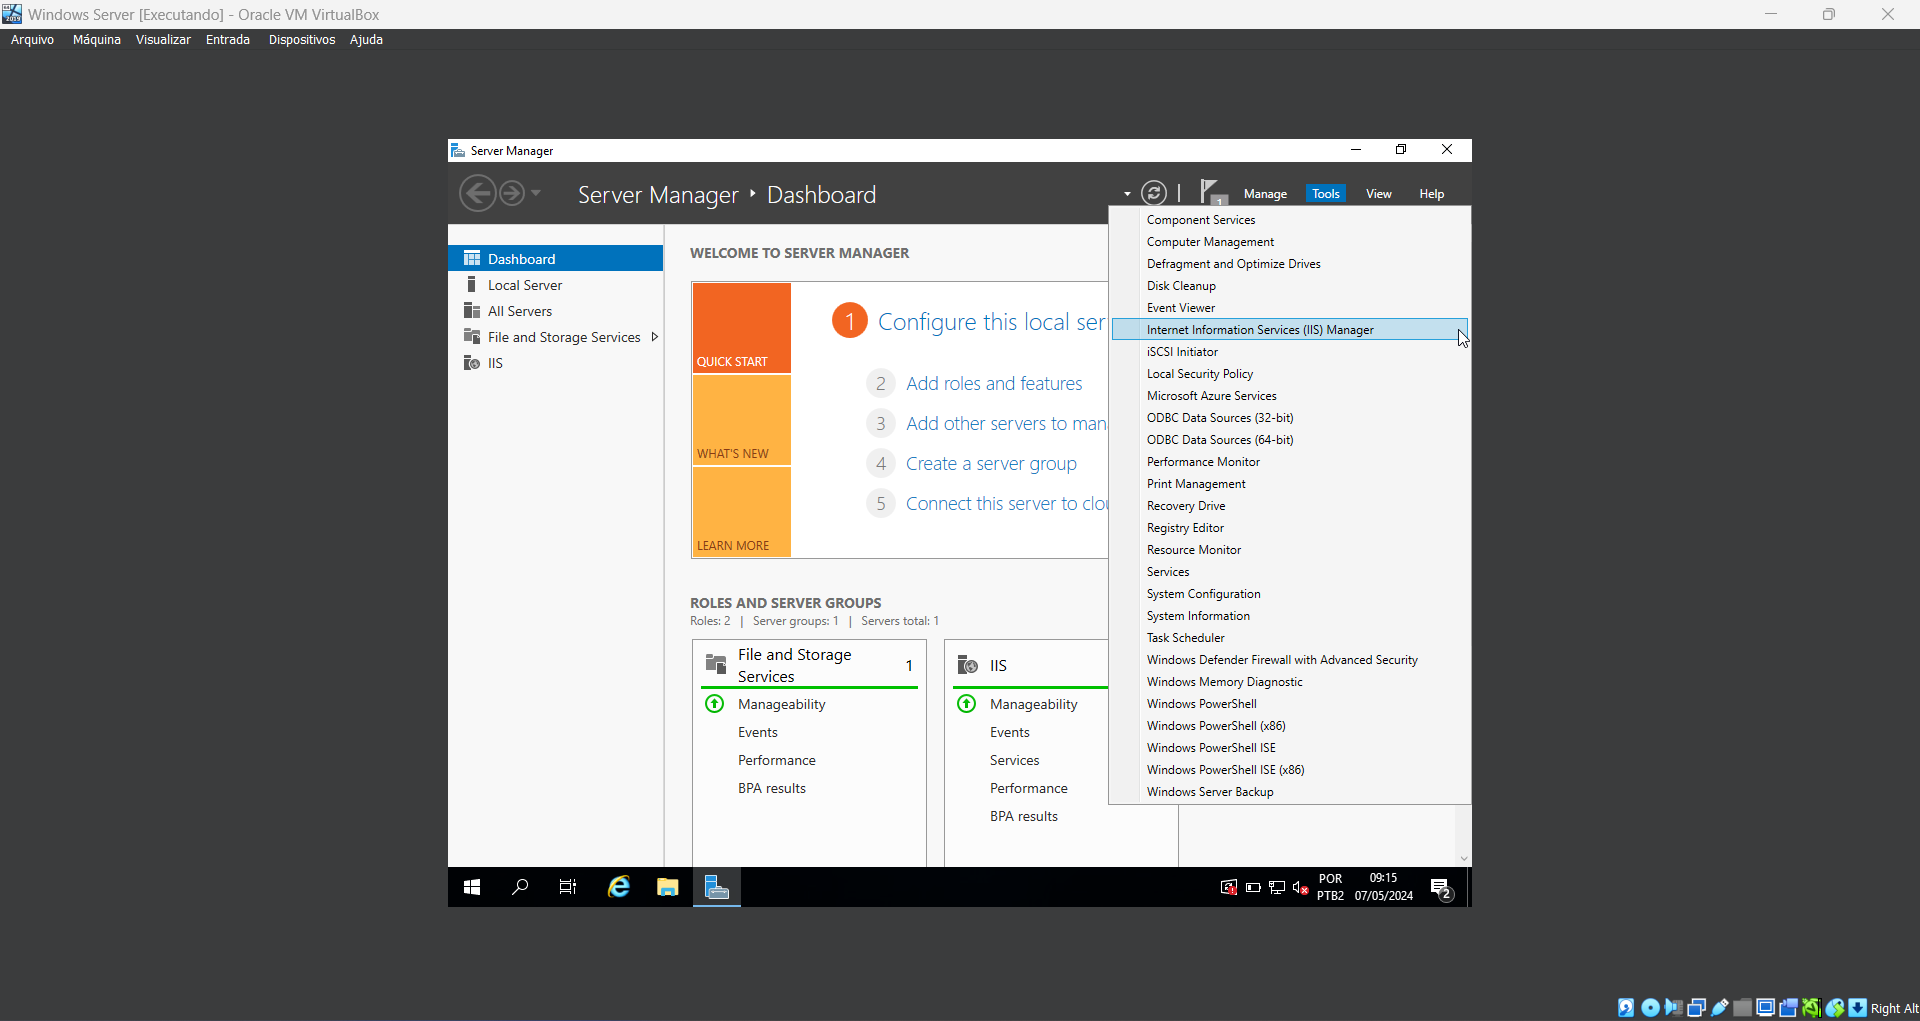 Windows Server [Executando] - Oracle VM VirtualBox
Arquivo Máquina Visualizar Entrada Dispositivos Ajuda
Server Manager
Server Manager ‣ Dashboard
1
Manage Tools View Help
Dashboard
Local Server
All Servers
File and Storage Services
IIS
WELCOME TO SERVER MANAGER
QUICK START
WHAT'S NEW
LEARN MORE
1 Configure this local ser
2 Add roles and features
3 Add other servers to man
4 Create a server group
5 Connect this server to clou
ROLES AND SERVER GROUPS
Roles: 2 | Server groups: 1 | Servers total: 1
File and Storage
Services
1
Manageability
Events
Performance
BPA results
IIS
Manageability
Events
Services
Performance
BPA results
Component Services
Computer Management
Defragment and Optimize Drives
Disk Cleanup
Event Viewer
Internet Information Services (IIS) Manager
iSCSI Initiator
Local Security Policy
Microsoft Azure Services
ODBC Data Sources (32-bit)
ODBC Data Sources (64-bit)
Performance Monitor
Print Management
Recovery Drive
Registry Editor
Resource Monitor
Services
System Configuration
System Information
Task Scheduler
Windows Defender Firewall with Advanced Security
Windows Memory Diagnostic
Windows PowerShell
Windows PowerShell (x86)
Windows PowerShell ISE
Windows PowerShell ISE (x86)
Windows Server Backup
POR
PTB2
09:15
07/05/2024
2
Right Alt